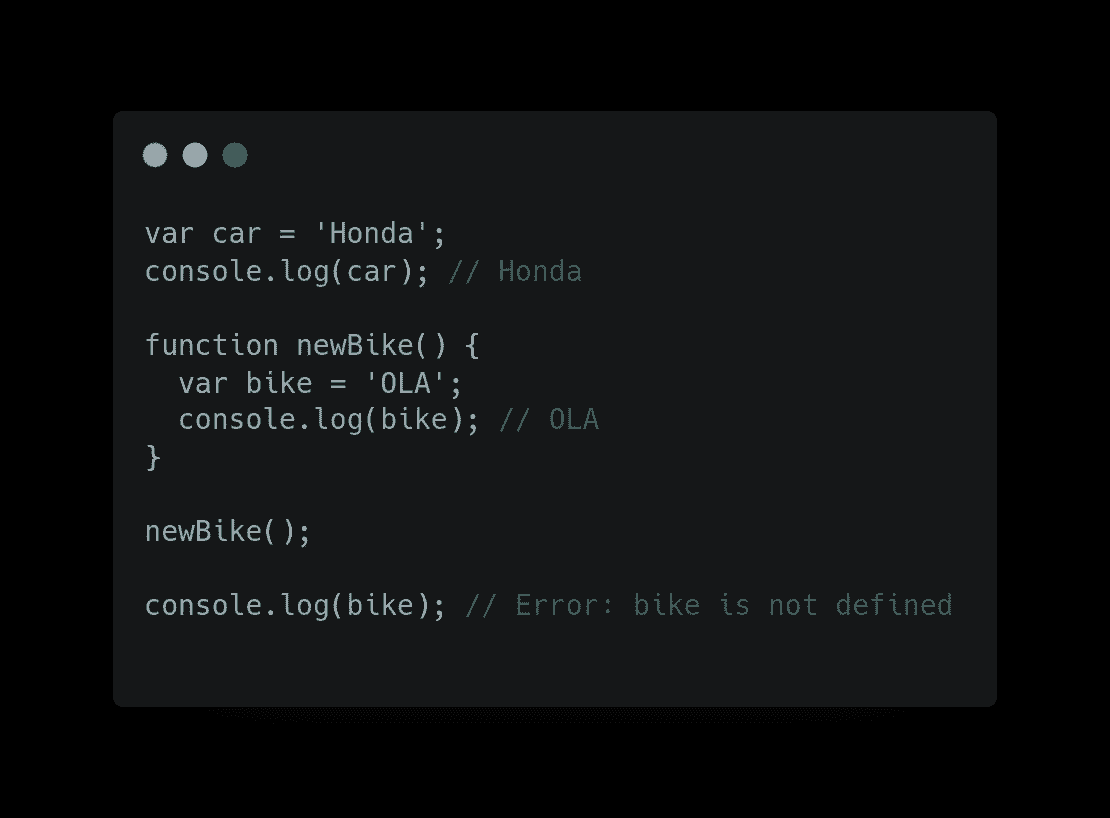 var car = 'Honda';
console.log(car); // Honda

function newBike() {
  var bike = 'OLA';
  console.log(bike); // OLA
}

newBike();

console.log(bike); // Error: bike is not defined